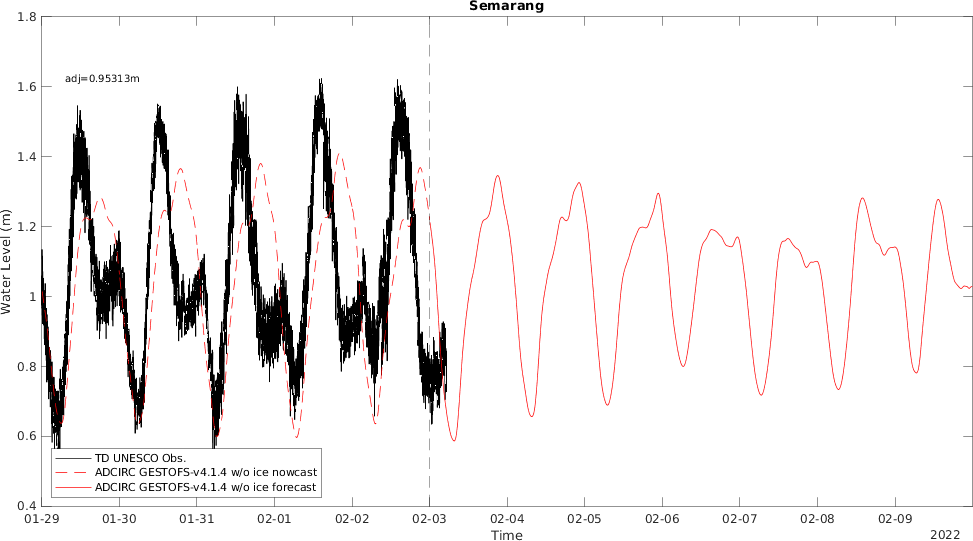 Semarang
1.8
adj=0.95313m
1.6
1.4
1.2
Water Level (m)
1
0.8
0.6
TD UNESCO Obs.
ADCIRC GESTOFS-v4.1.4 w/o ice nowcast
ADCIRC GESTOFS-v4.1.4 w/o ice forecast
0.4
01-29 01-30 01-31 02-01 02-02 02-03 02-04 02-05 02-06 02-07 02-08 02-09
Time
2022